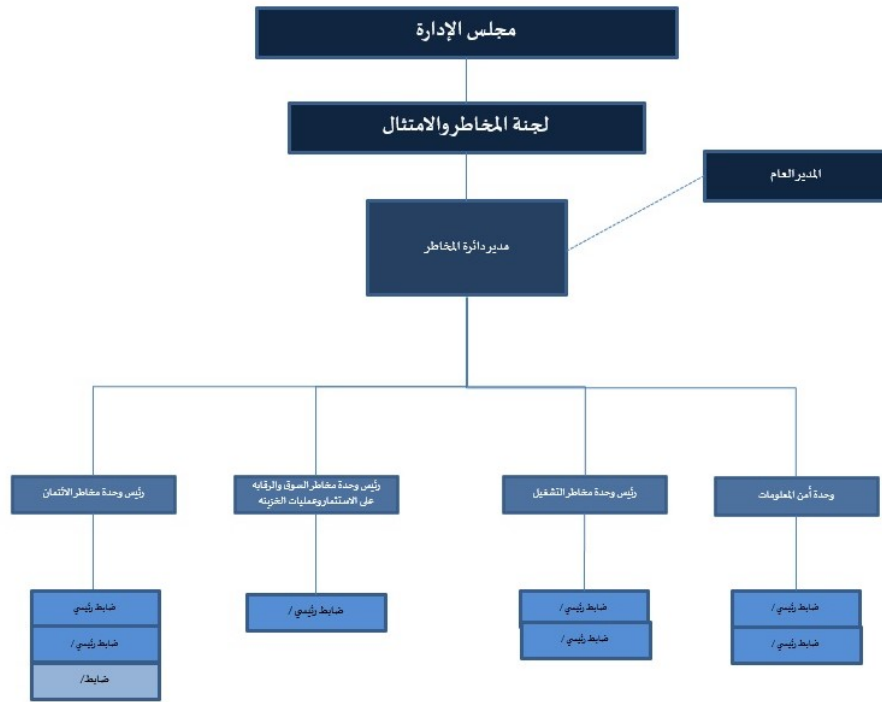 مجلس الإدارة
لجنة المخاطر والامتثال
المدير العام
مدير دائرة المخاطر
وحدة أمن المعلومات
رئيس وحدة مخاطر التشغيل
رئيس وحدة مخاطر السوق والرقابه
على الاستثمار وعمليات الخزينه
رئيس وحدة مخاطر الائتمان
ضابط رئيسي /
ضابط رئيسي /
ضابط رئيسي /
ضابط رئيسي /
ضابط رئيسي /
ضابط رئيسي
ضابط رئيسي /
ضابط/